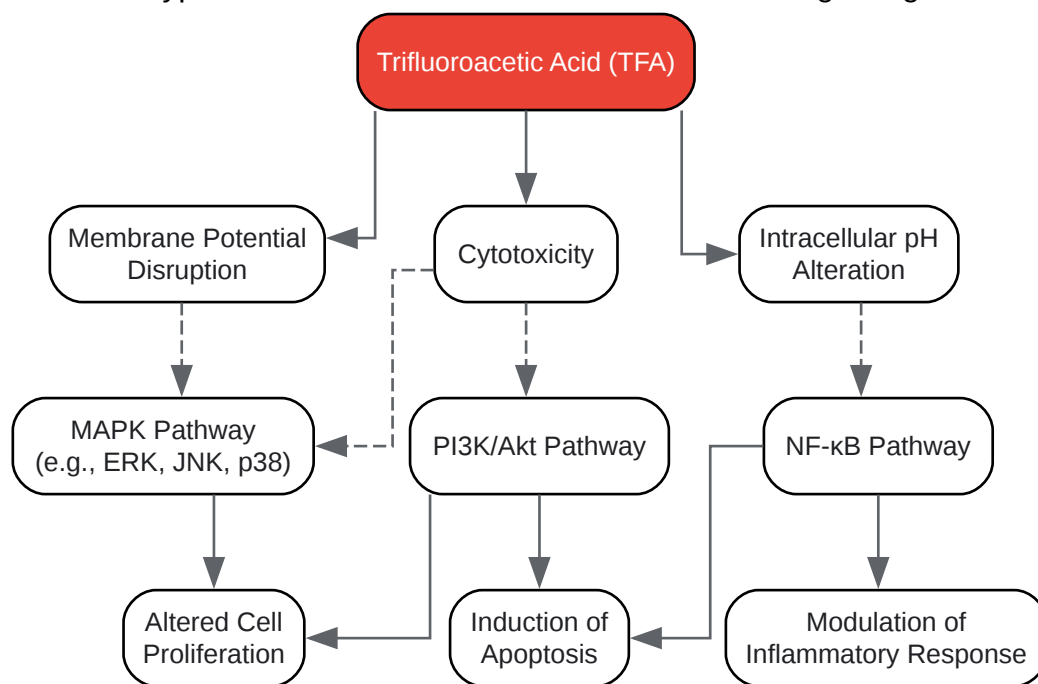 Trifluoroacetic Acid (TFA)
Membrane Potential
Disruption
Cytotoxicity
Intracellular pH
Alteration
MAPK Pathway
(e.g., ERK, JNK, p38)
PI3K/Akt Pathway
NF-κB Pathway
Altered Cell
Proliferation
Induction of
Apoptosis
Modulation of
Inflammatory Response